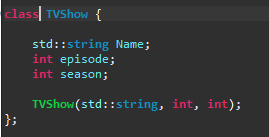 class TVShow {
std::string Name;
int episode;
int season;
TVShow(std::string, int, int);
};